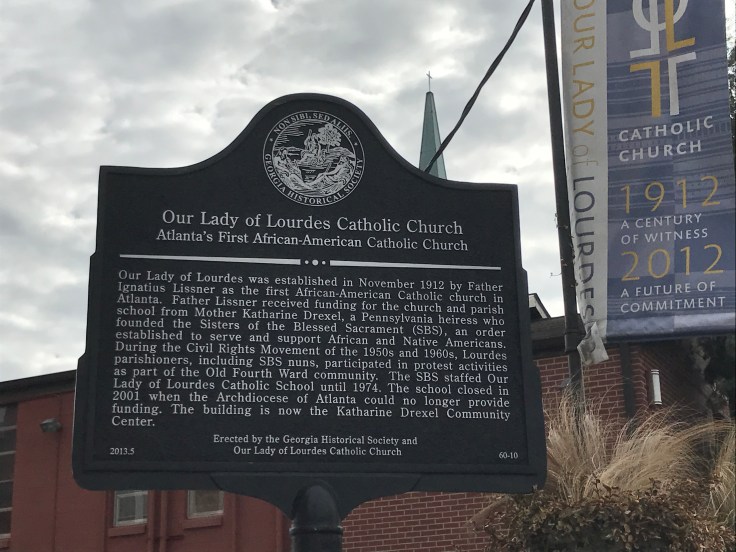 NON SIBI, SED ALIIS.
GEORGIA HISTORICAL SOCIETY
Our Lady of Lourdes Catholic Church
Atlanta's First African-American Catholic Church
Our Lady of Lourdes was established in November 1912 by Father
Ignatius Lissner as the first African-American Catholic church in
Atlanta. Father Lissner received funding for the church and parish
school from Mother Katharine Drexel, a Pennsylvania heiress who
founded the Sisters of the Blessed Sacrament (SBS), an order
established to serve and support African and Native Americans.
During the Civil Rights Movement of the 1950s and 1960s, Lourdes
parishioners, including SBS nuns, participated in protest activities
as part of the Old Fourth Ward community. The SBS staffed Our
Lady of Lourdes Catholic School until 1974. The school closed in
2001 when the Archdiocese of Atlanta could no longer provide
funding. The building is now the Katharine Drexel Community
Center.
Erected by the Georgia Historical Society and
Our Lady of Lourdes Catholic Church
2013.5
60-10
OUR LADY of LOURDES
CATHOLIC
CHURCH
1912
A CENTURY
OF WITNESS
2012
A FUTURE OF
COMMITMENT